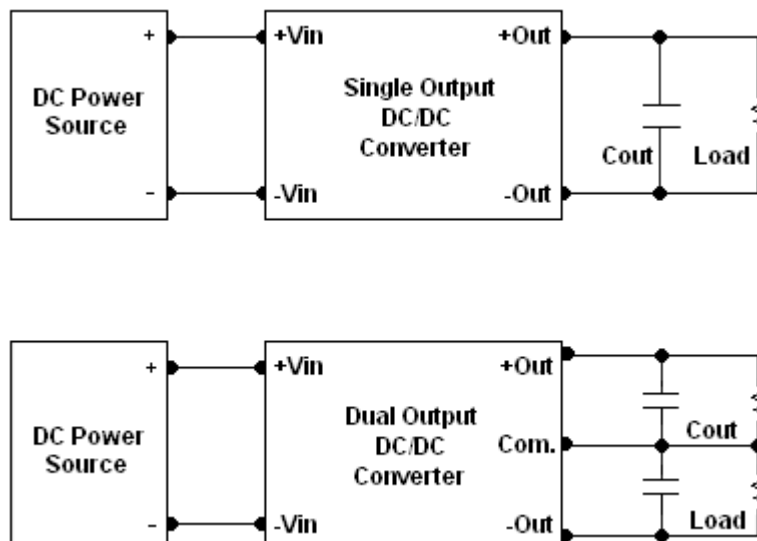 + +Vin +Out
DC Power
Source
Single Output
DC/DC
Converter
Cout Load
- -Vin -Out
+ +Vin +Out
DC Power
Source
Dual Output
DC/DC
Converter
Com. Cout
Load
- -Vin -Out